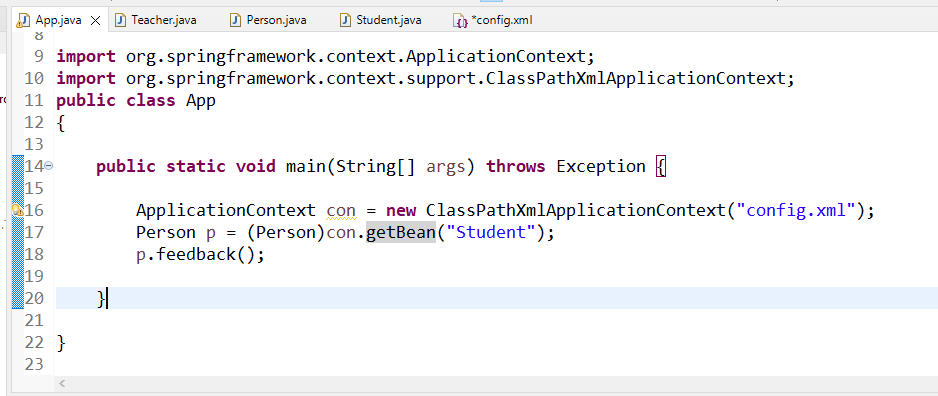 App.java Teacher.java Person.java Student.java *config.xml
8
9 import org.springframework.context.ApplicationContext;
10 import org.springframework.context.support.ClassPathXmlApplicationContext;
11 public class App
12 {
13
14 public static void main(String[] args) throws Exception {
15
16 ApplicationContext con = new ClassPathXmlApplicationContext("config.xml");
17 Person p = (Person)con.getBean("Student");
18 p.feedback();
19
20 }
21
22 }
23